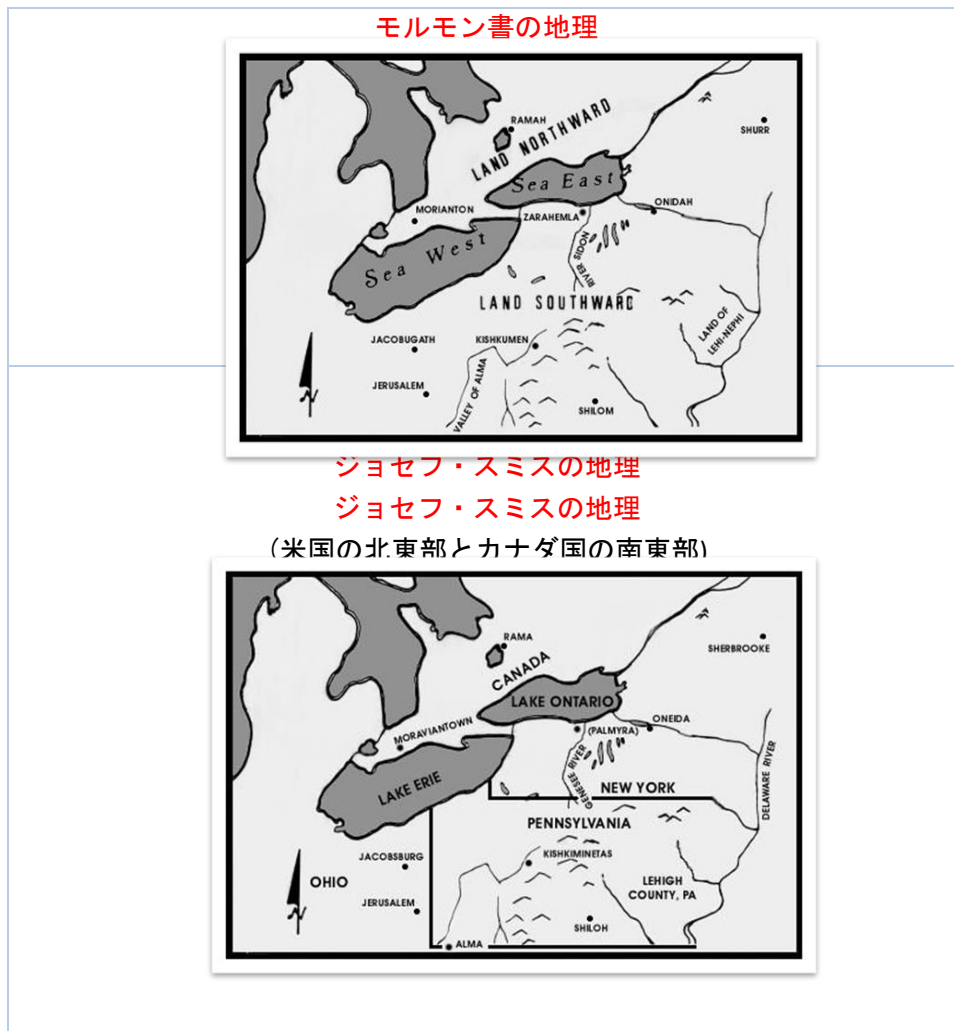 モルモン書の地理
RAMAH
LAND NORTHWARD
SHURR
Sea East
MORIANTON
ZARAHEMLA
ONIDAH
Sea West
RIVER SIDON
LAND SOUTHWARD
LAND OF
LEHI-NEPHI
JACOBUGATH
KISHKUMEN
JERUSALEM
VALLEY OF ALMA
SHILOM
N
ジョセフ・スミスの地理
ジョセフ・スミスの地理
(米国の北東部とカナダ国の南東部)
RAMA
CANADA
SHERBROOKE
LAKE ONTARIO
MORAVIANTOWN
(PALMYRA)
ONEIDA
LAKE ERIE
GENESEE RIVER
NEW YORK
DELAWARE RIVER
PENNSYLVANIA
JACOBSBURG
KISHKIMINETAS
OHIO
LEHIGH
COUNTY, PA
JERUSALEM
SHILOH
N
ALMA